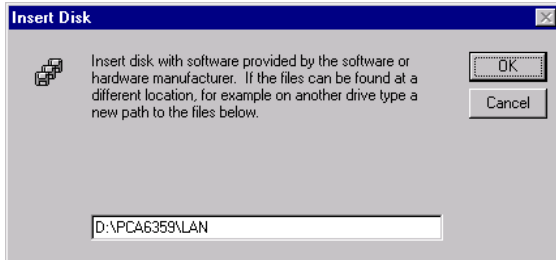 Insert Disk
Insert disk with software provided by the software or
hardware manufacturer. If the files can be found at a
different location, for example on another drive type a
new path to the files below.
OK
Cancel
D:\PCA6359\LAN